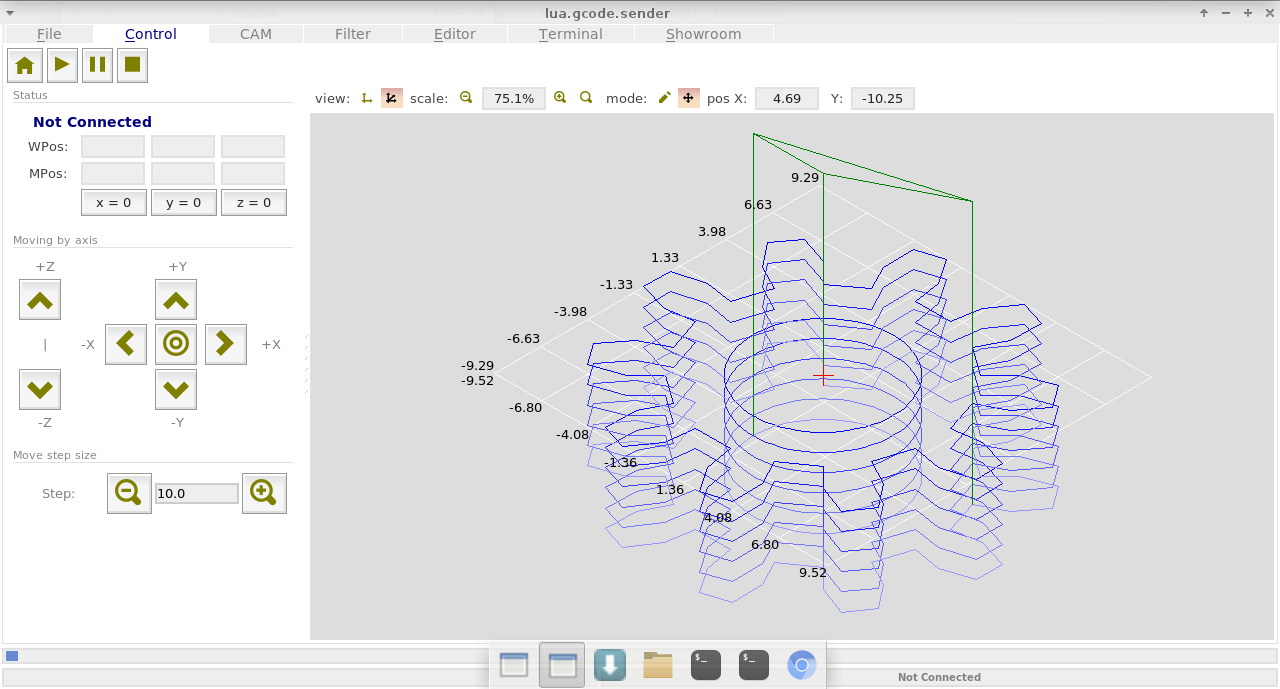 lua.gcode.sender
File Control CAM Filter Editor Terminal Showroom
Status
view: scale: 75.1% mode: pos X: 4.69 Y: -10.25
Not Connected
WPos:
MPos:
x = 0 y = 0 z = 0
Moving by axis
+Z +Y
| -X +X
-Z -Y
Move step size
Step: 10.0
9.29
6.63
3.98
1.33
-1.33
-3.98
-6.63
-9.29
-9.52
-6.80
-4.08
-1.36
1.36
4.08
6.80
9.52
$_ $_
Not Connected